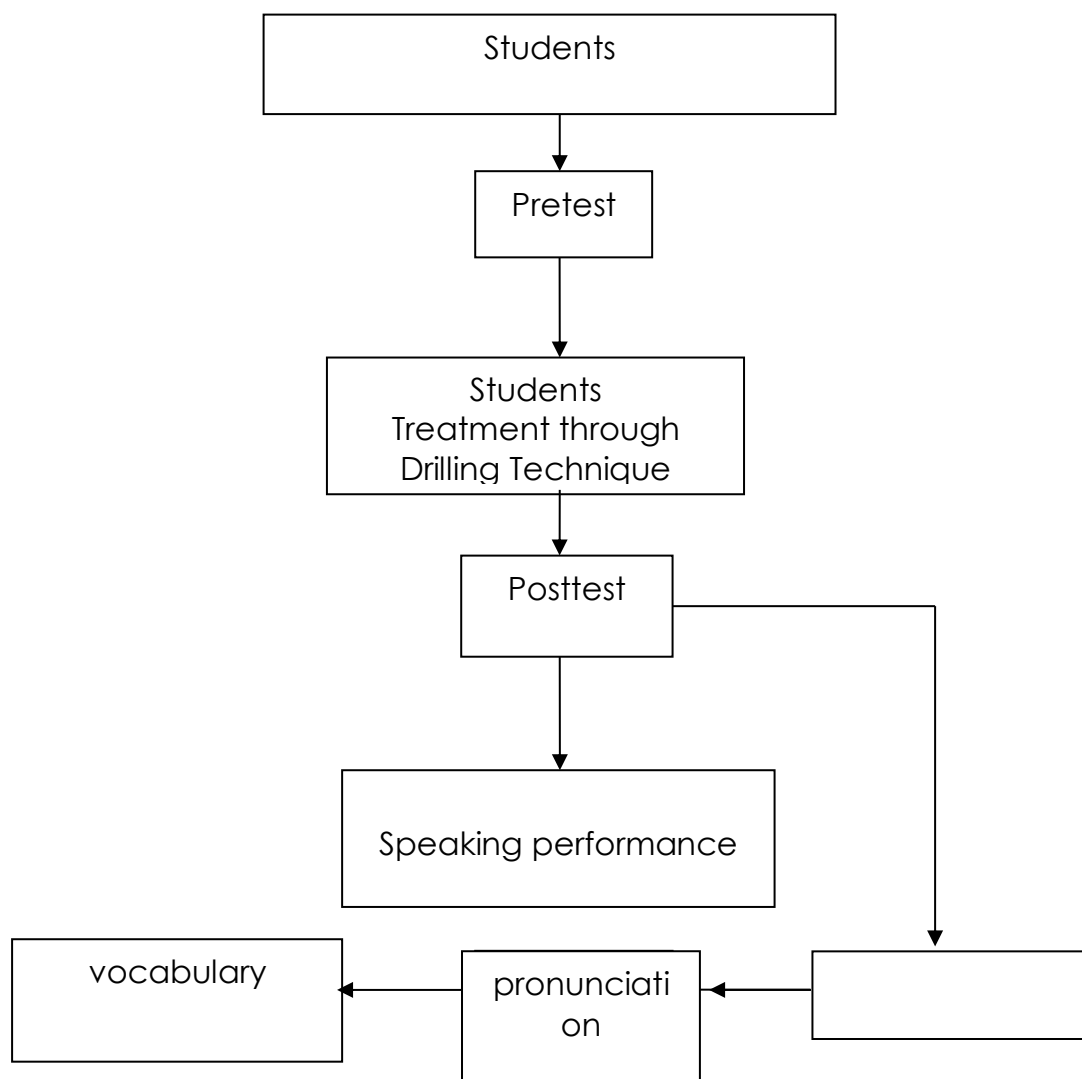 Students
Pretest
Students
Treatment through
Drilling Technique
Posttest
Speaking performance
vocabulary
pronunciati
on